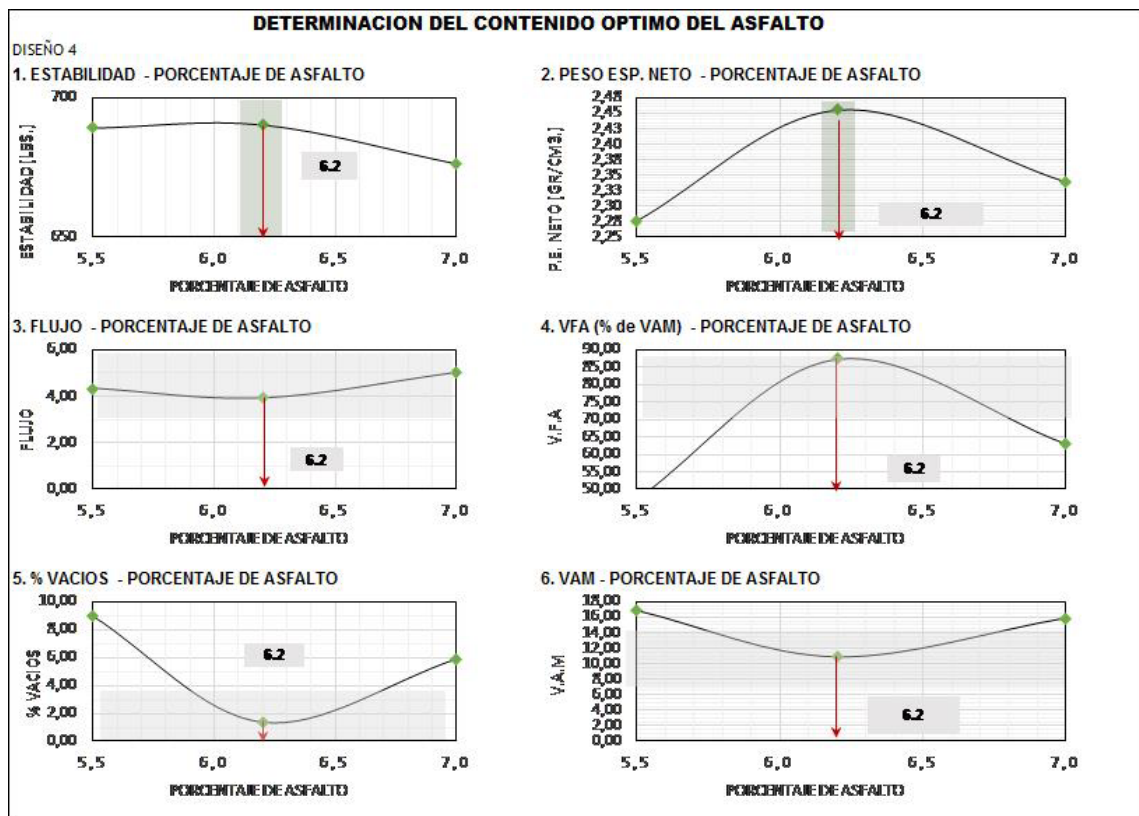 DETERMINACION DEL CONTENIDO OPTIMO DEL ASFALTO
DISEÑO 4
1. ESTABILIDAD - PORCENTAJE DE ASFALTO
700
650
ESTABILIDAD [LBS.]
6.2
5,5 6,0 6,5 7,0
PORCENTAJE DE ASFALTO
2. PESO ESP. NETO - PORCENTAJE DE ASFALTO
2,48
2,45
2,43
2,40
2,38
2,35
2,33
2,30
2,28
2,25
P.E. NETO [GR/CM3.]
6.2
5,5 6,0 6,5 7,0
PORCENTAJE DE ASFALTO
3. FLUJO - PORCENTAJE DE ASFALTO
6,00
4,00
2,00
0,00
FLUJO
6.2
5,5 6,0 6,5 7,0
PORCENTAJE DE ASFALTO
4. VFA (% de VAM) - PORCENTAJE DE ASFALTO
90,00
85,00
80,00
75,00
70,00
65,00
60,00
55,00
50,00
V.F.A
6.2
5,5 6,0 6,5 7,0
PORCENTAJE DE ASFALTO
5. % VACIOS - PORCENTAJE DE ASFALTO
10,00
8,00
6,00
4,00
2,00
0,00
% VACIOS
6.2
5,5 6,0 6,5 7,0
PORCENTAJE DE ASFALTO
6. VAM - PORCENTAJE DE ASFALTO
18,00
16,00
14,00
12,00
10,00
8,00
6,00
4,00
2,00
0,00
V.A.M
6.2
5,5 6,0 6,5 7,0
PORCENTAJE DE ASFALTO